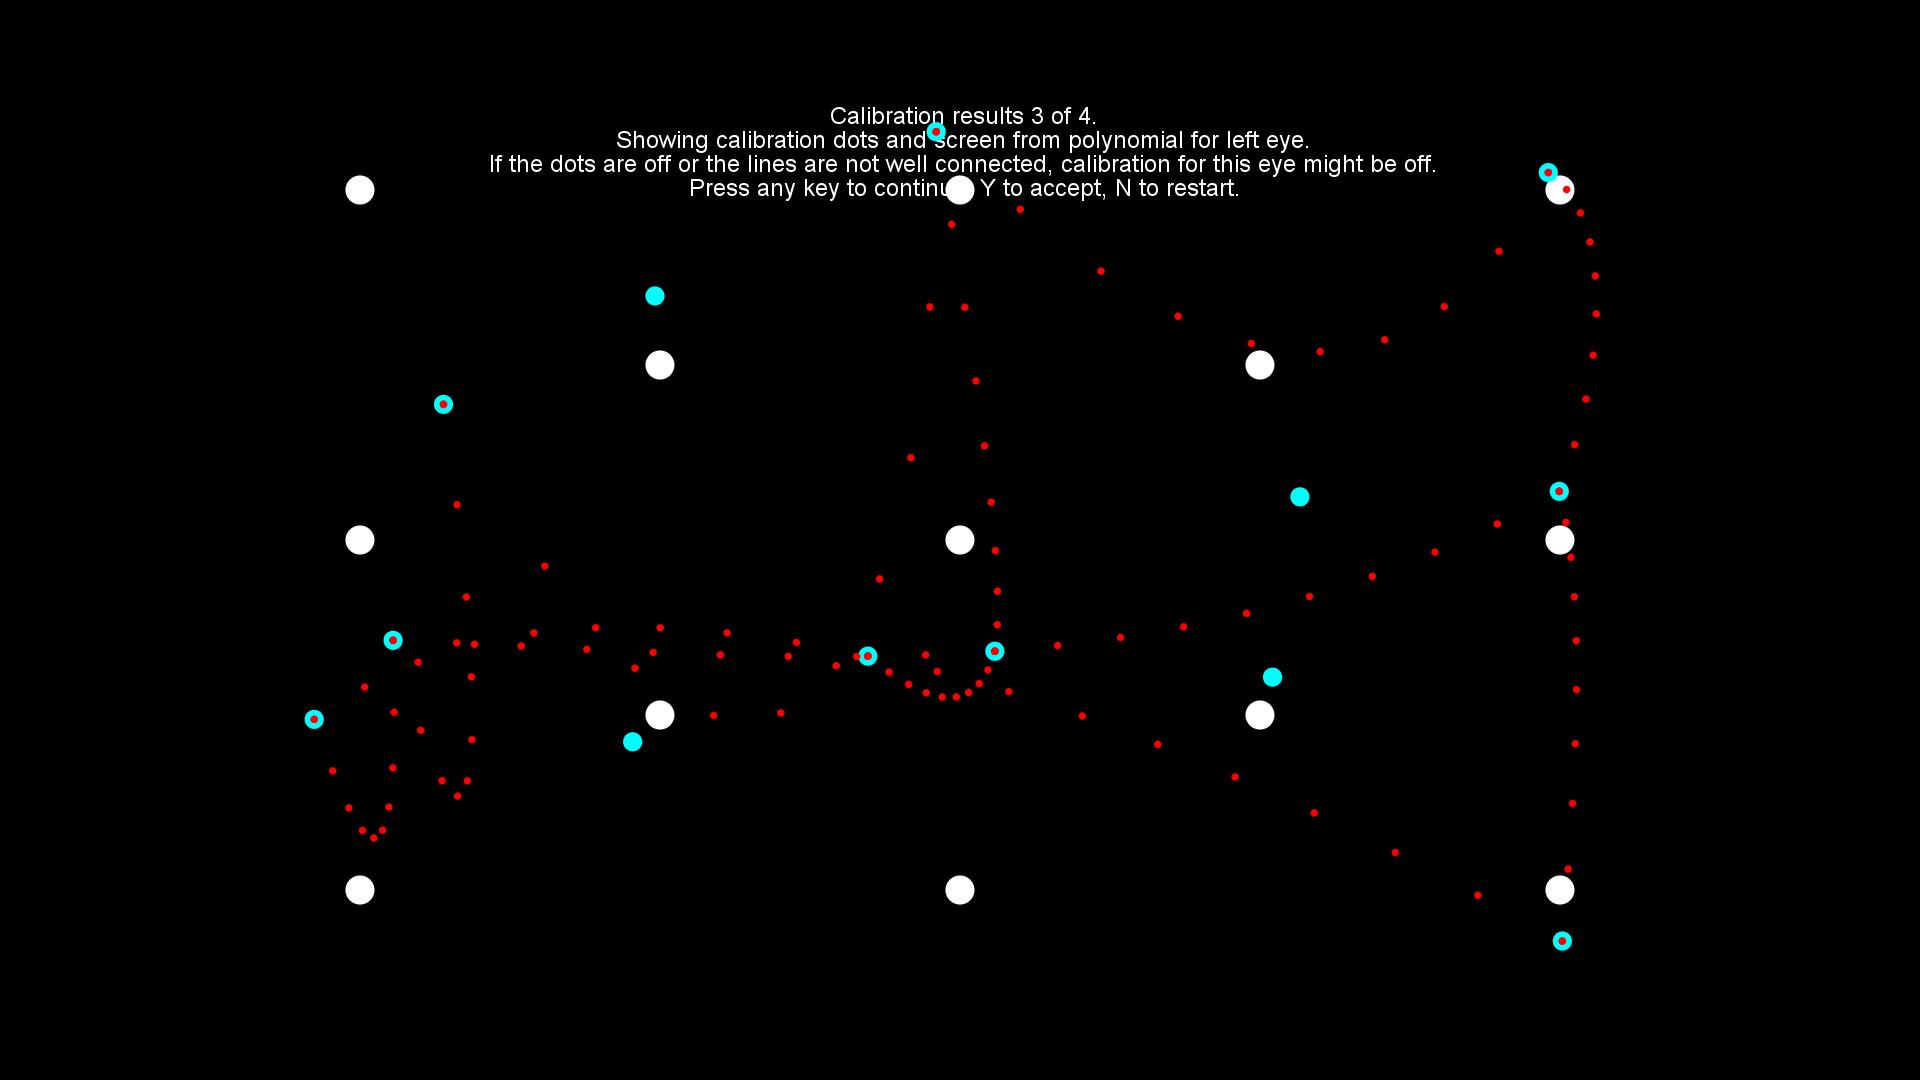 Calibration results 3 of 4.
Showing calibration dots and screen from polynomial for left eye.
If the dots are off or the lines are not well connected, calibration for this eye might be off.
Press any key to continue, Y to accept, N to restart.